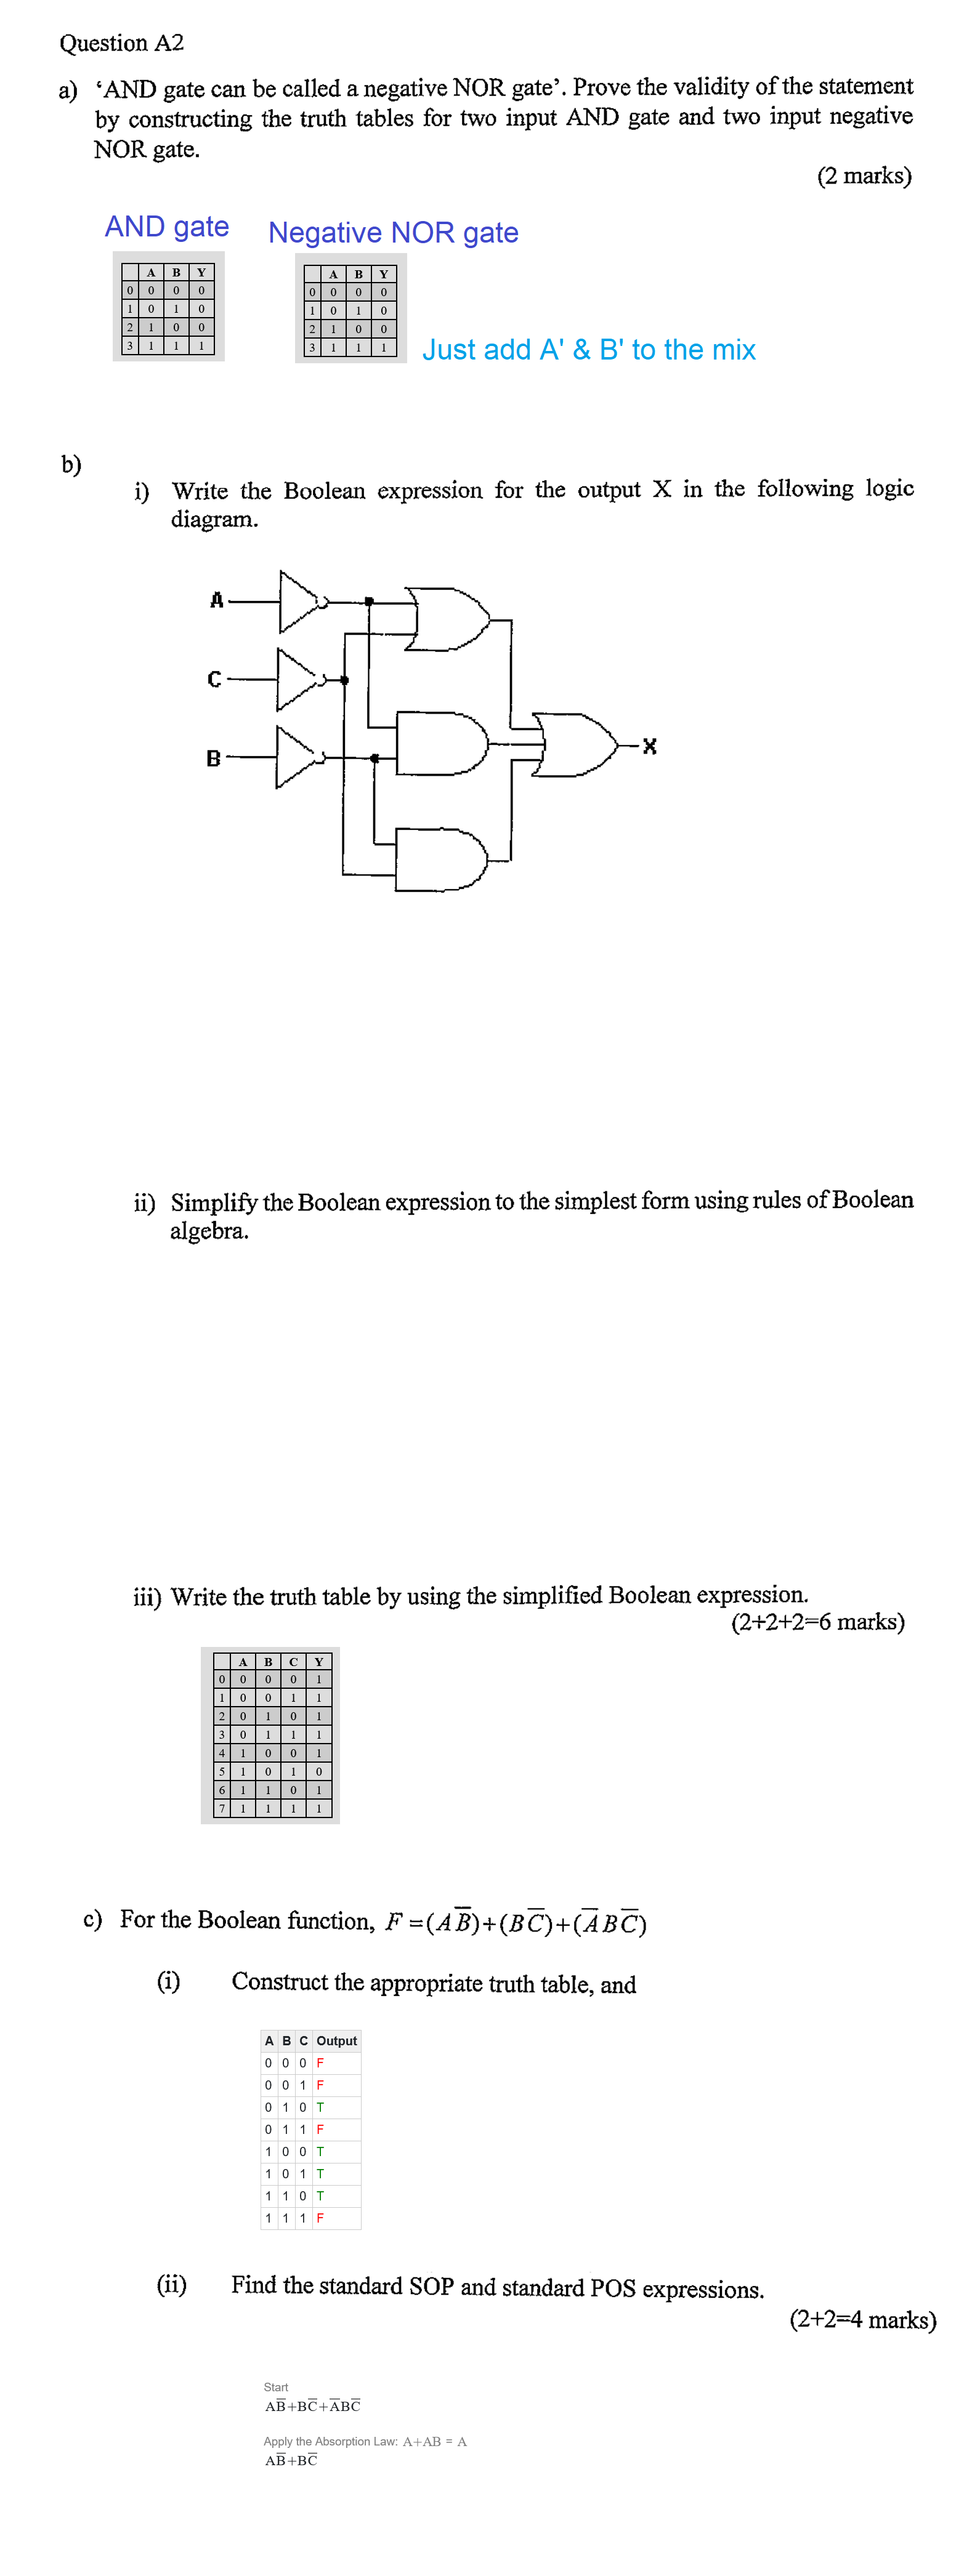 Question A2
a) ‘AND gate can be called a negative NOR gate’. Prove the validity of the statement
by constructing the truth tables for two input AND gate and two input negative
NOR gate.
(2 marks)
AND gate Negative NOR gate
A B Y
0 0 0 0
1 0 1 0
2 1 0 0
3 1 1 1
A B Y
0 0 0 0
1 0 1 0
2 1 0 0
3 1 1 1
Just add A' & B' to the mix
b)
i) Write the Boolean expression for the output X in the following logic
diagram.
A
C
B
X
ii) Simplify the Boolean expression to the simplest form using rules of Boolean
algebra.
iii) Write the truth table by using the simplified Boolean expression.
(2+2+2=6 marks)
A B C Y
0 0 0 0 1
1 0 0 1 1
2 0 1 0 1
3 0 1 1 1
4 1 0 0 1
5 1 0 1 0
6 1 1 0 1
7 1 1 1 1
c) For the Boolean function, F =(AB̅)+(BC̅)+(A̅BC̅)
(i) Construct the appropriate truth table, and
A B C Output
0 0 0 F
0 0 1 F
0 1 0 T
0 1 1 F
1 0 0 T
1 0 1 T
1 1 0 T
1 1 1 F
(ii) Find the standard SOP and standard POS expressions.
(2+2=4 marks)
Start
AB̅+BC̅+A̅BC̅
Apply the Absorption Law: A+AB = A
AB̅+BC̅